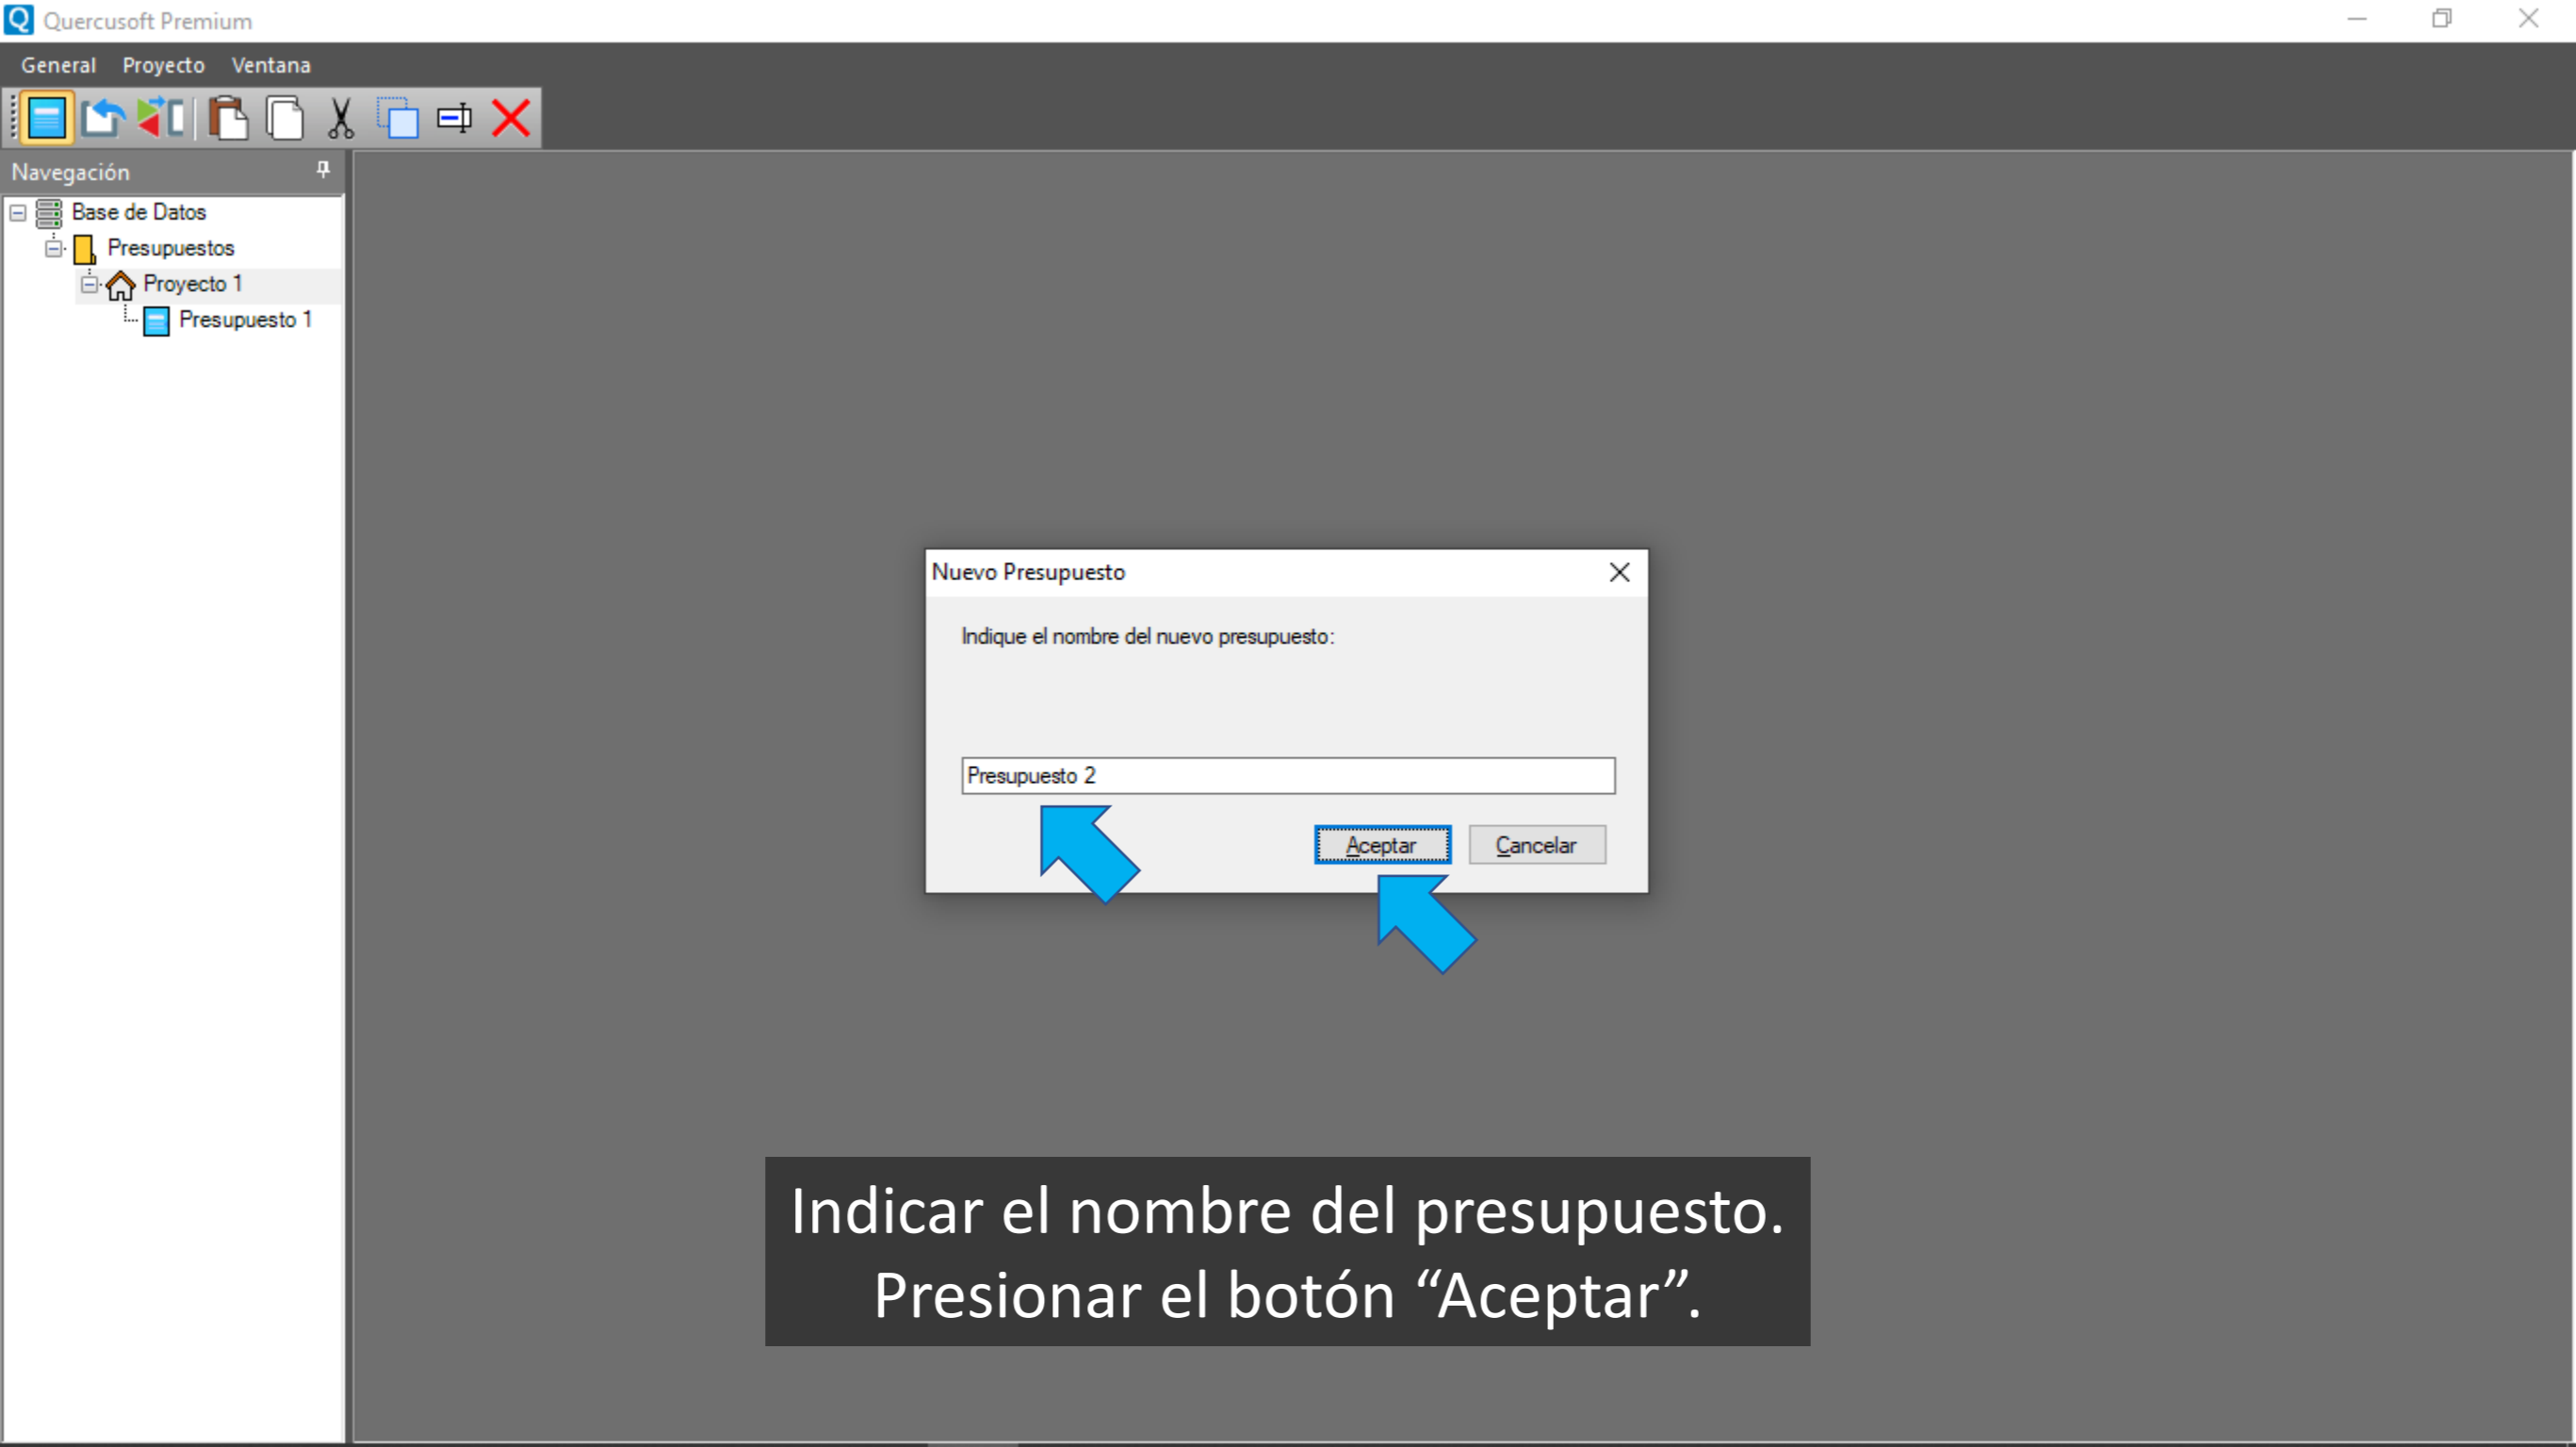 Quercusoft Premium
General Proyecto Ventana
Navegación
Base de Datos
Presupuestos
Proyecto 1
Presupuesto 1
Nuevo Presupuesto
Indique el nombre del nuevo presupuesto:
Presupuesto 2
Aceptar Cancelar
Indicar el nombre del presupuesto.
Presionar el botón “Aceptar”.